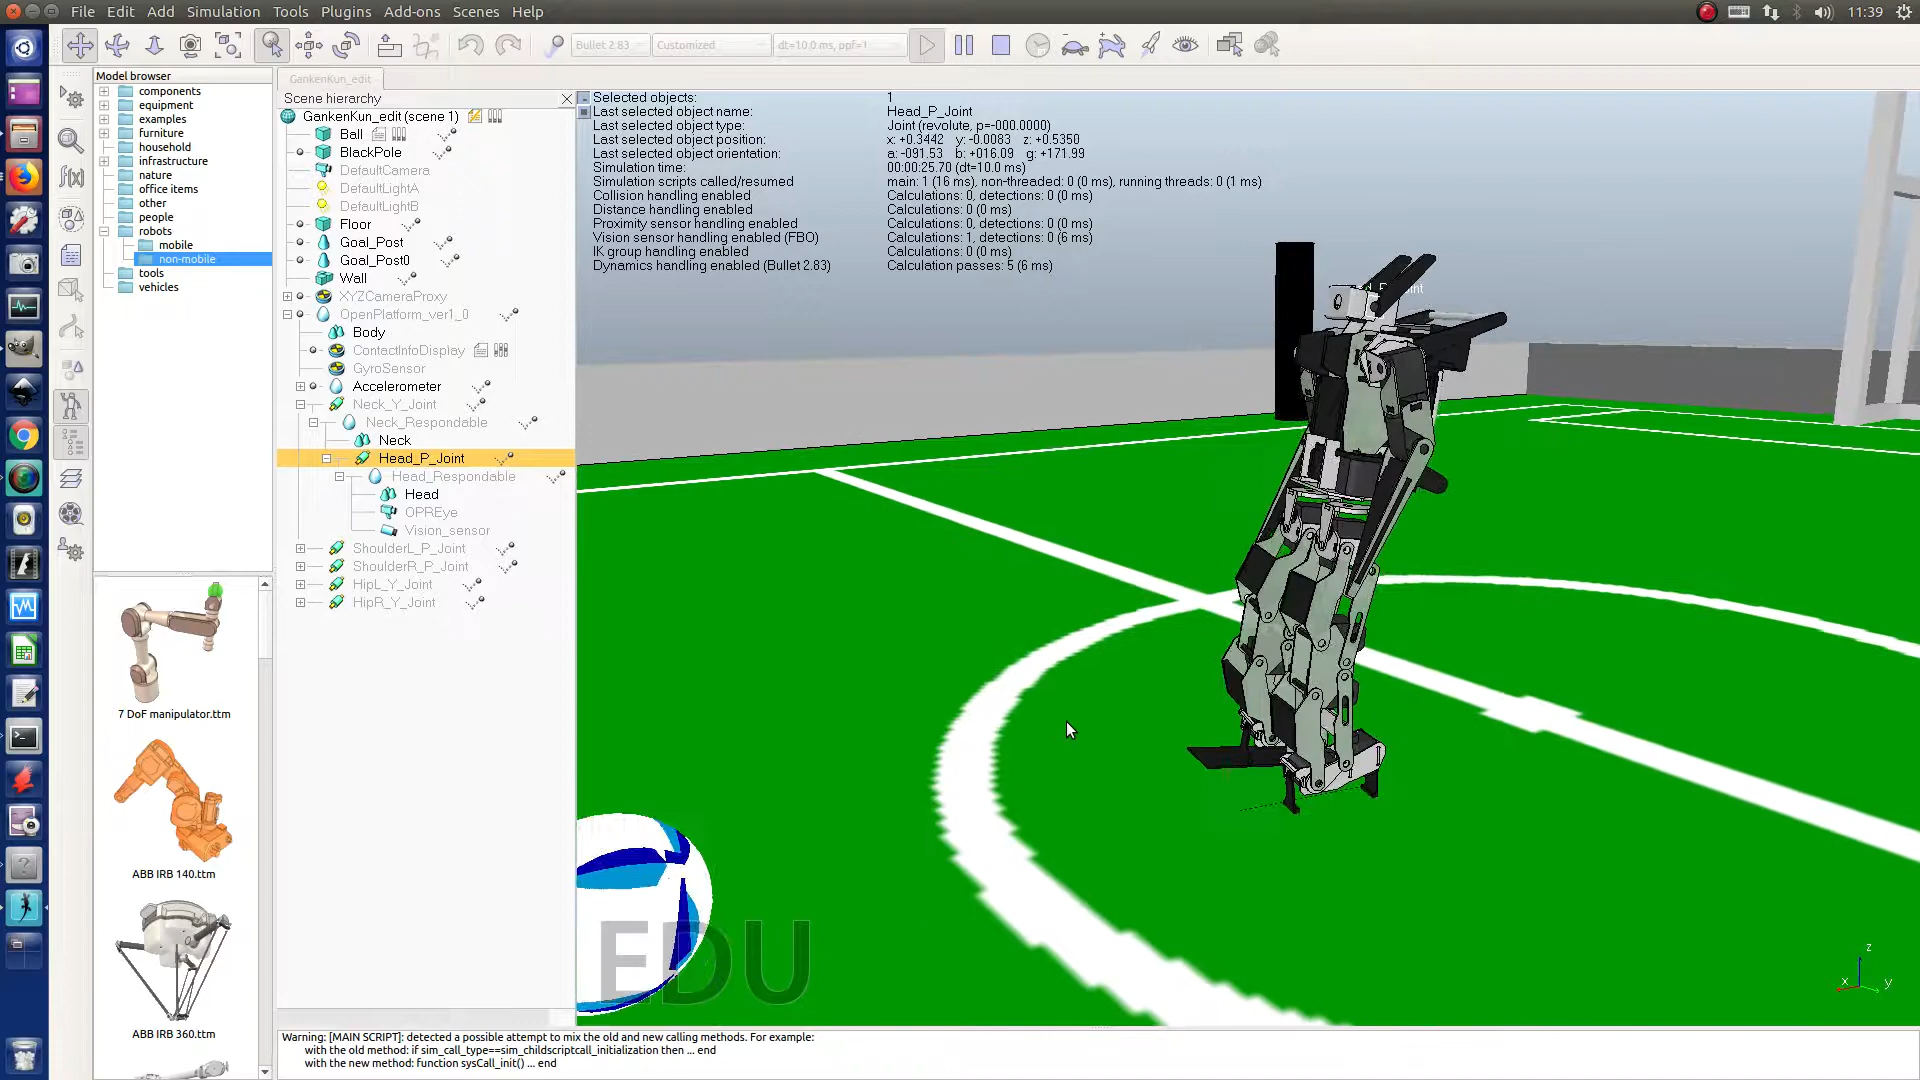 File Edit Add Simulation Tools Plugins Add-ons Scenes Help 11:39
Bullet 2.83 Customized dt=10.0 ms, ppf=1
Model browser
components
equipment
examples
furniture
household
infrastructure
nature
office items
other
people
robots
mobile
non-mobile
tools
vehicles
7 DoF manipulator.ttm
ABB IRB 140.ttm
ABB IRB 360.ttm
GankenKun_edit
Scene hierarchy
GankenKun_edit (scene 1)
Ball
BlackPole
DefaultCamera
DefaultLightA
DefaultLightB
Floor
Goal_Post
Goal_Post0
Wall
XYZCameraProxy
OpenPlatform_ver1_0
Body
ContactInfoDisplay
GyroSensor
Accelerometer
Neck_Y_Joint
Neck_Respondable
Neck
Head_P_Joint
Head_Respondable
Head
OPREye
Vision_sensor
ShoulderL_P_Joint
ShoulderR_P_Joint
HipL_Y_Joint
HipR_Y_Joint
Selected objects: 1
Last selected object name: Head_P_Joint
Last selected object type: Joint (revolute, p=-000.0000)
Last selected object position: x: +0.3442 y: -0.0083 z: +0.5350
Last selected object orientation: a: -091.53 b: +016.09 g: +171.99
Simulation time: 00:00:25.70 (dt=10.0 ms)
Simulation scripts called/resumed main: 1 (16 ms), non-threaded: 0 (0 ms), running threads: 0 (1 ms)
Collision handling enabled Calculations: 0, detections: 0 (0 ms)
Distance handling enabled Calculations: 0 (0 ms)
Proximity sensor handling enabled Calculations: 0, detections: 0 (0 ms)
Vision sensor handling enabled (FBO) Calculations: 1, detections: 0 (6 ms)
IK group handling enabled Calculations: 0 (0 ms)
Dynamics handling enabled (Bullet 2.83) Calculation passes: 5 (6 ms)
EDU
z
x y
Warning: [MAIN SCRIPT]: detected a possible attempt to mix the old and new calling methods. For example:
with the old method: if sim_call_type==sim_childscriptcall_initialization then ... end
with the new method: function sysCall_init() ... end